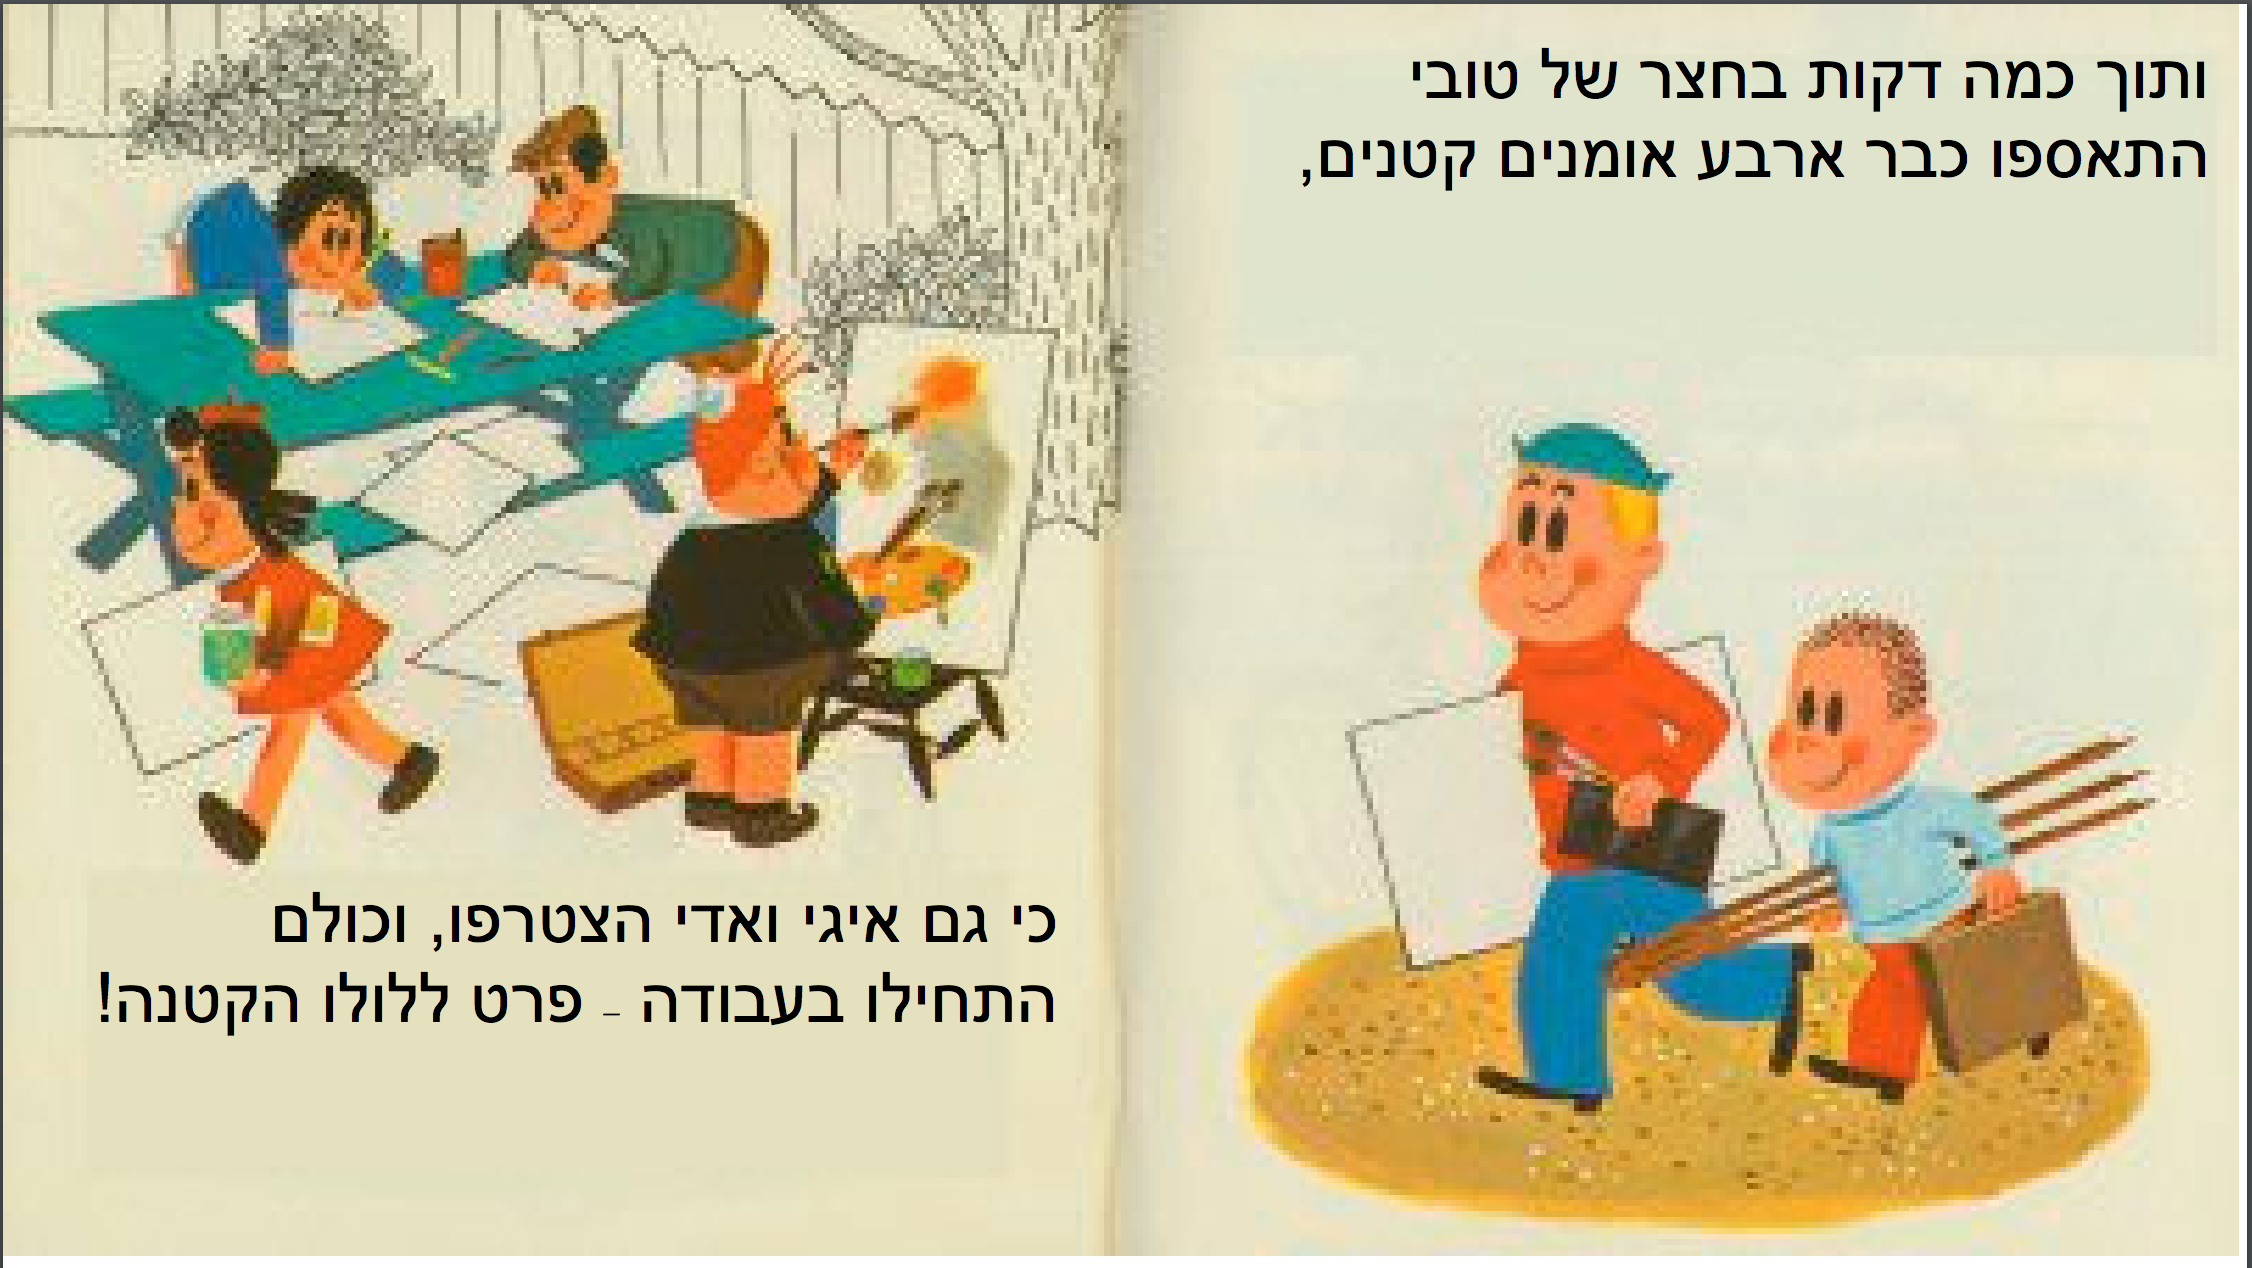 ותוך כמה דקות בחצר של טובי
התאספו כבר ארבע אומנים קטנים,
כי גם איגי ואדי הצטרפו, וכולם
התחילו בעבודה - פרט ללולו הקטנה!